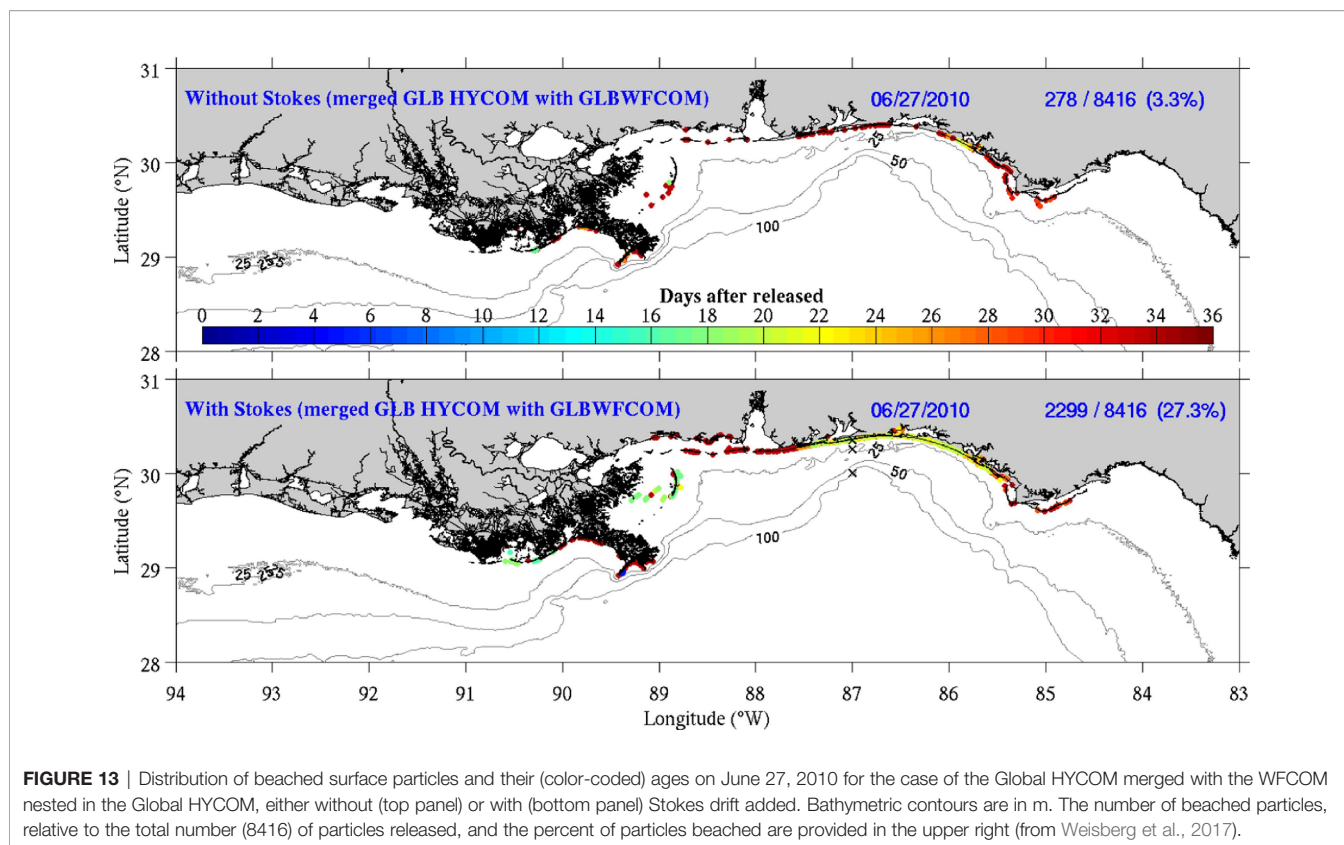 31
30
29
28
Latitude (°N)
Without Stokes (merged GLB HYCOM with GLBWFCOM)
06/27/2010
278 / 8416 (3.3%)
25
50
100
25
Days after released
0 2 4 6 8 10 12 14 16 18 20 22 24 26 28 30 32 34 36
31
30
29
28
Latitude (°N)
With Stokes (merged GLB HYCOM with GLBWFCOM)
06/27/2010
2299 / 8416 (27.3%)
25
50
100
25
94 93 92 91 90 89 88 87 86 85 84 83
Longitude (°W)
FIGURE 13 | Distribution of beached surface particles and their (color-coded) ages on June 27, 2010 for the case of the Global HYCOM merged with the WFCOM
nested in the Global HYCOM, either without (top panel) or with (bottom panel) Stokes drift added. Bathymetric contours are in m. The number of beached particles,
relative to the total number (8416) of particles released, and the percent of particles beached are provided in the upper right (from Weisberg et al., 2017).